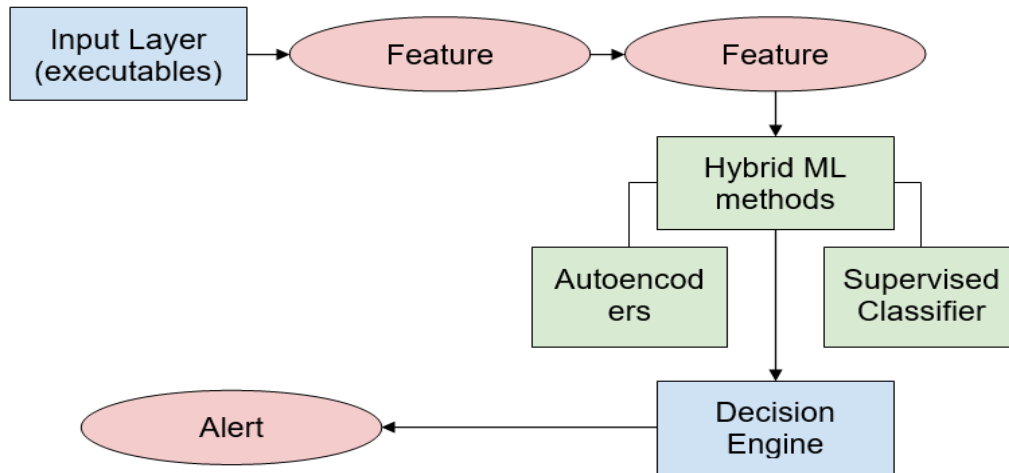 Input Layer
(executables)
Feature
Feature
Hybrid ML
methods
Autoencod
ers
Supervised
Classifier
Decision
Engine
Alert